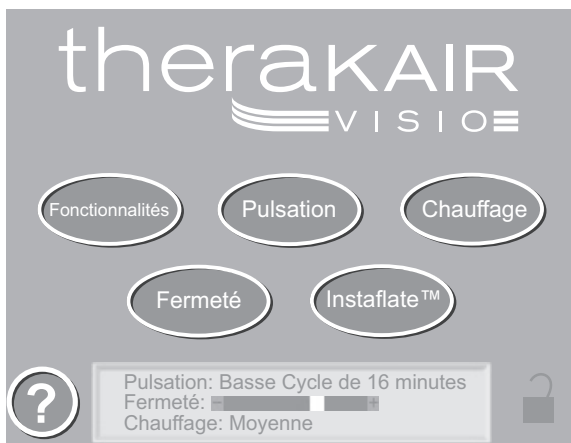 theraKAIR
VISIO
Fonctionnalités
Pulsation
Chauffage
Fermeté
Instaflate™
?
Pulsation: Basse Cycle de 16 minutes
Fermeté: - +
Chauffage: Moyenne